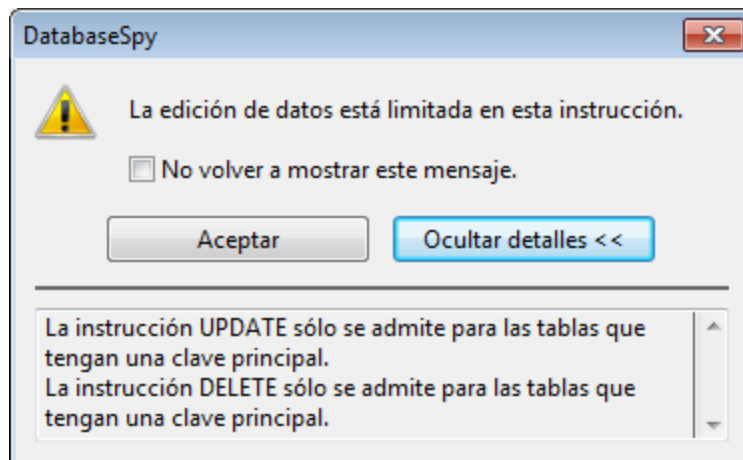 DatabaseSpy
La edición de datos está limitada en esta instrucción.
No volver a mostrar este mensaje.
Aceptar
Ocultar detalles <<
La instrucción UPDATE sólo se admite para las tablas que
tengan una clave principal.
La instrucción DELETE sólo se admite para las tablas que
tengan una clave principal.